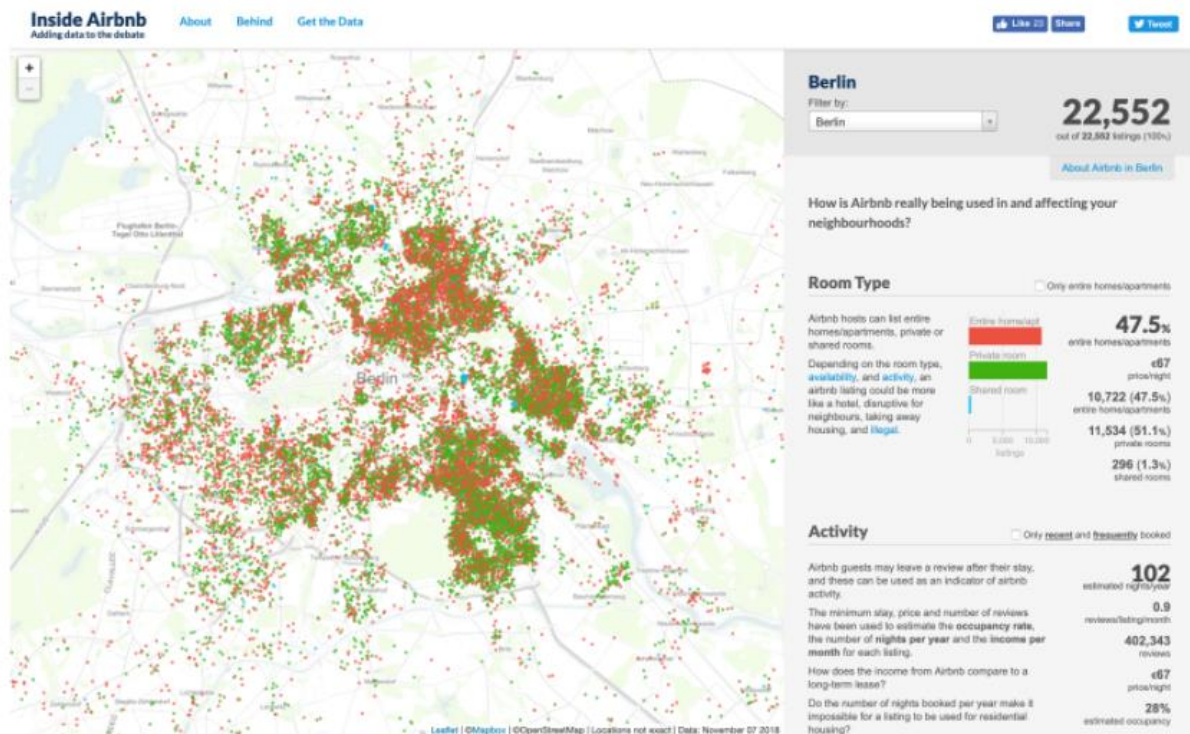 Inside Airbnb
Adding data to the debate
About Behind Get the Data
Like 23 Share Tweet
+
−
Flughafen Berlin-
Tegel Otto Lilienthal
Berlin
Leaflet | ©Mapbox | ©OpenStreetMap | Locations not exact | Data: November 07 2018
Berlin
Filter by:
Berlin
22,552
out of 22,552 listings (100%)
About Airbnb in Berlin
How is Airbnb really being used in and affecting your
neighbourhoods?
Room Type
Only entire homes/apartments
Airbnb hosts can list entire
homes/apartments, private or
shared rooms.
Depending on the room type,
availability, and activity, an
airbnb listing could be more
like a hotel, disruptive for
neighbours, taking away
housing, and illegal.
Entire home/apt
Private room
Shared room
0 5,000 10,000
listings
47.5%
entire homes/apartments
€67
price/night
10,722 (47.5%)
entire homes/apartments
11,534 (51.1%)
private rooms
296 (1.3%)
shared rooms
Activity
Only recent and frequently booked
Airbnb guests may leave a review after their stay,
and these can be used as an indicator of airbnb
activity.
The minimum stay, price and number of reviews
have been used to estimate the occupancy rate,
the number of nights per year and the income per
month for each listing.
How does the income from Airbnb compare to a
long-term lease?
Do the number of nights booked per year make it
impossible for a listing to be used for residential
housing?
102
estimated nights/year
0.9
reviews/listing/month
402,343
reviews
€67
price/night
28%
estimated occupancy